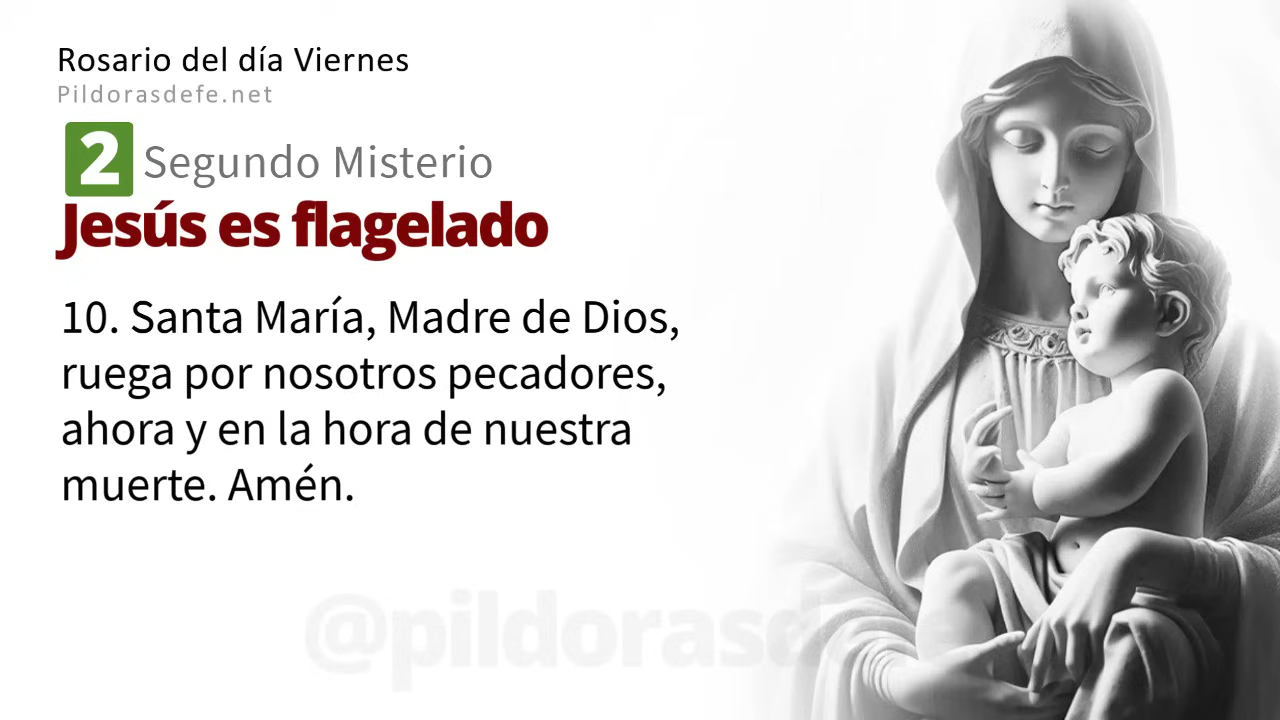 Rosario del día Viernes
Pildorasdefe.net
2 Segundo Misterio
Jesús es flagelado
10. Santa María, Madre de Dios,
ruega por nosotros pecadores,
ahora y en la hora de nuestra
muerte. Amén.
@pildorasdefe